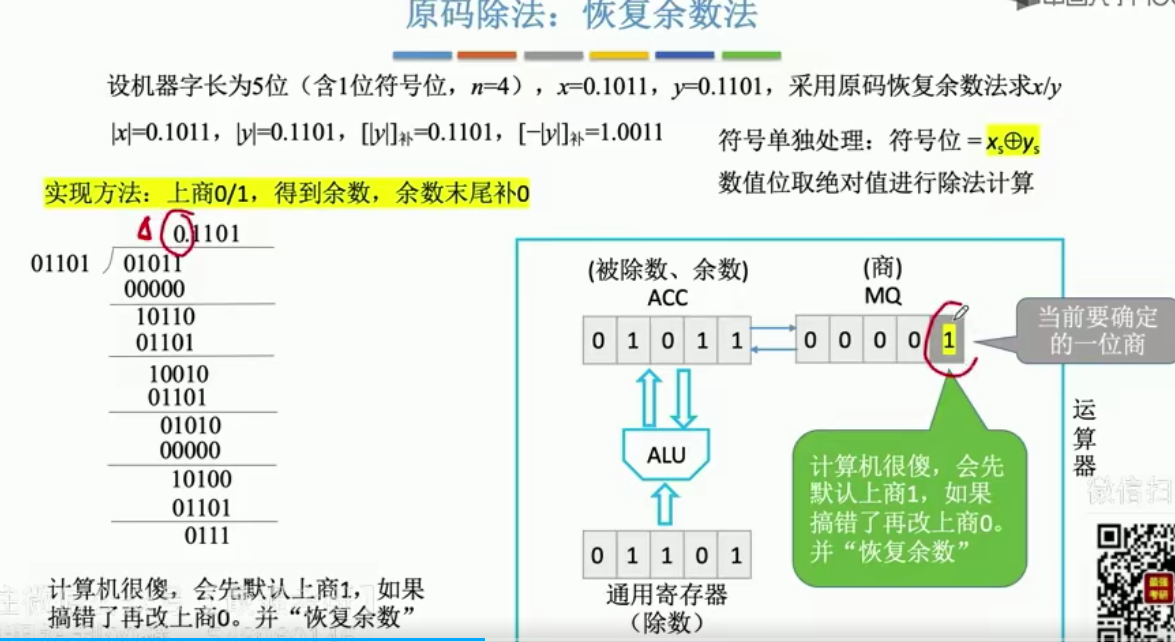 原码除法：恢复余数法
设机器字长为5位（含1位符号位，n=4），x=0.1011，y=0.1101，采用原码恢复余数法求x/y
|x|=0.1011，|y|=0.1101，[|y|]补=0.1101，[−|y|]补=1.0011
符号单独处理：符号位 = xs⊕ys
数值位取绝对值进行除法计算
实现方法：上商0/1，得到余数，余数末尾补0
0.1101
01101
01011
00000
10110
01101
10010
01101
01010
00000
10100
01101
0111
计算机很傻，会先默认上商1，如果
搞错了再改上商0。并“恢复余数”
(被除数、余数)
ACC
(商)
MQ
0 1 0 1 1
0 0 0 0 1
当前要确定
的一位商
ALU
计算机很傻，会先
默认上商1，如果
搞错了再改上商0。
并“恢复余数”
0 1 1 0 1
通用寄存器
（除数）
运算器
微信扫
最强
考研